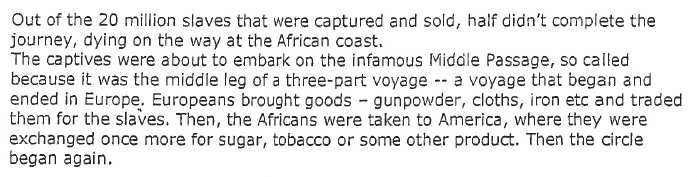 Out of the 20 million slaves that were captured and sold, half didn't complete the
journey, dying on the way at the African coast.
The captives were about to embark on the infamous Middle Passage, so called
because it was the middle leg of a three-part voyage -- a voyage that began and
ended in Europe. Europeans brought goods – gunpowder, cloths, iron etc and traded
them for the slaves. Then, the Africans were taken to America, where they were
exchanged once more for sugar, tobacco or some other product. Then the circle
began again.